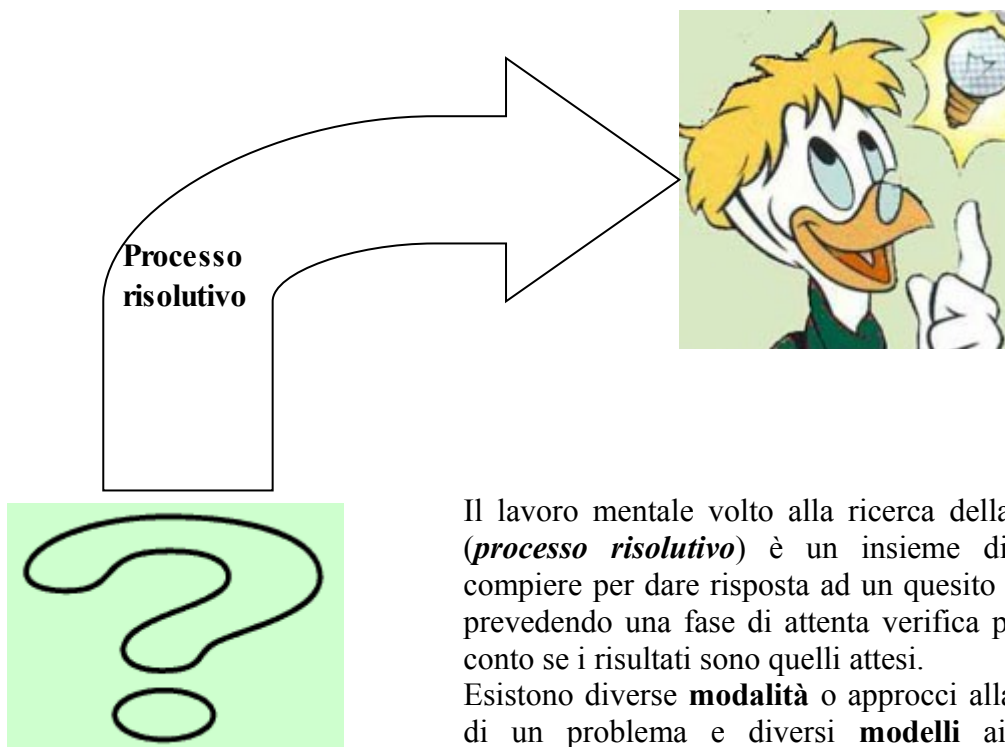 Processo
risolutivo
Il lavoro mentale volto alla ricerca della
(processo risolutivo) è un insieme di
compiere per dare risposta ad un quesito
prevedendo una fase di attenta verifica p
conto se i risultati sono quelli attesi.
Esistono diverse modalità o approcci alla
di un problema e diversi modelli ai